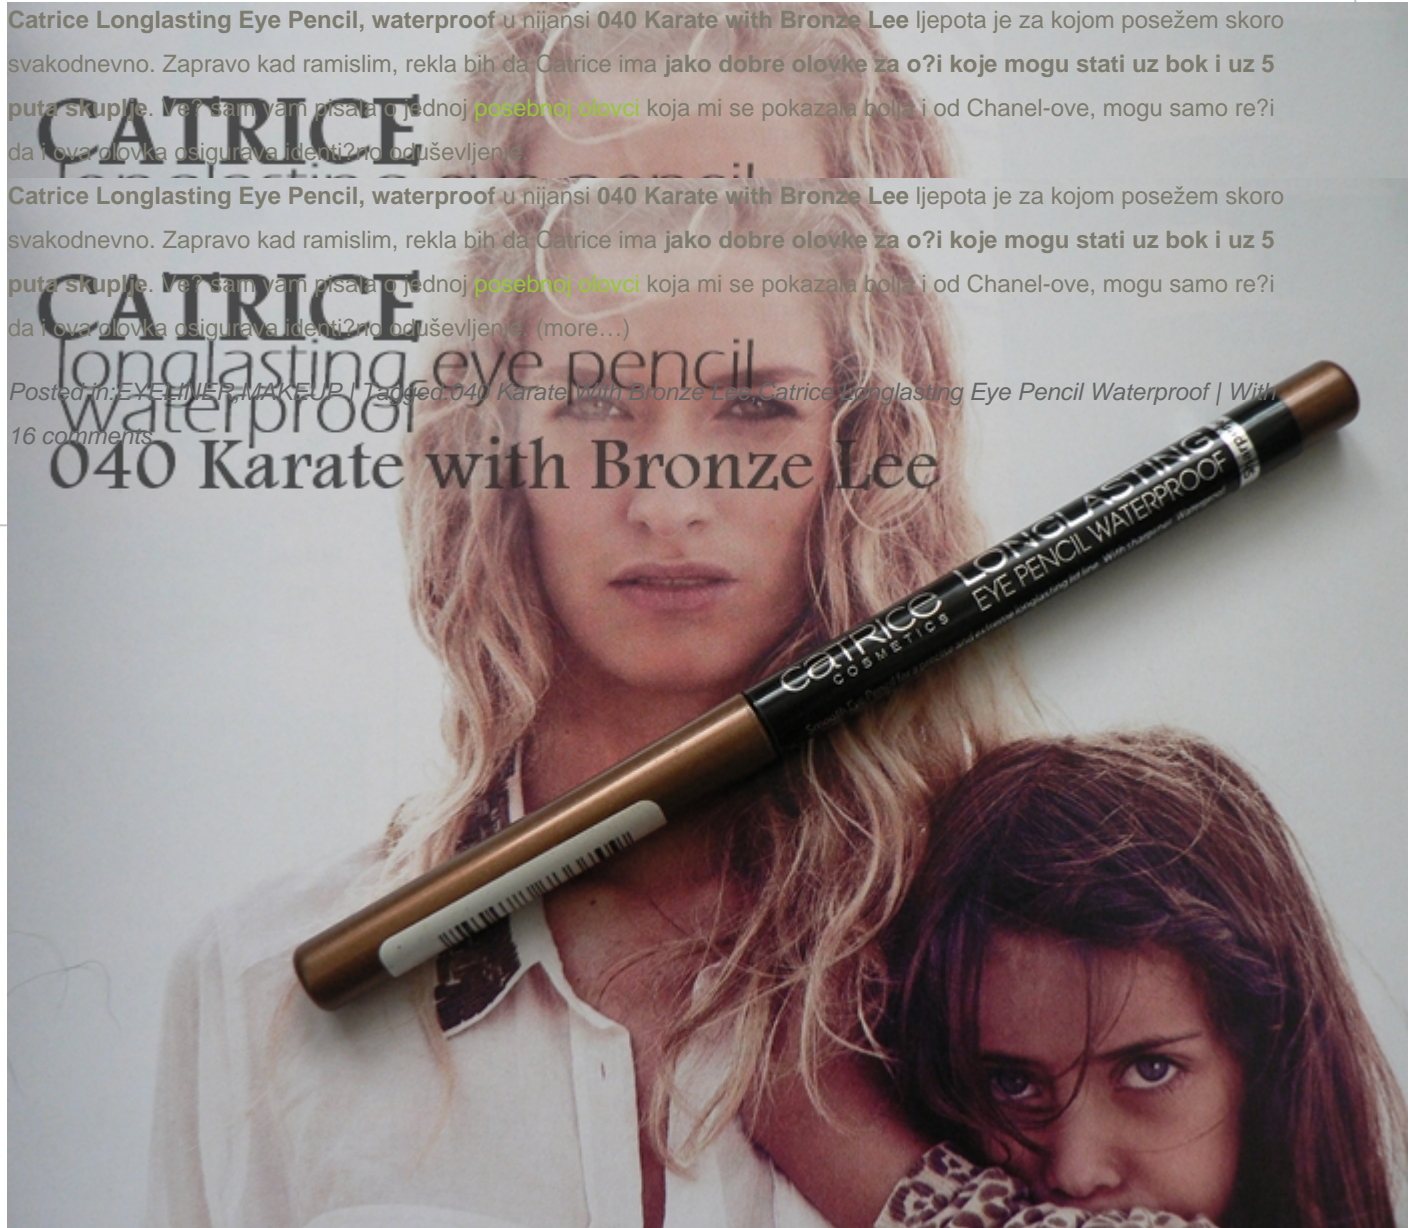 Catrice Longlasting Eye Pencil, waterproof u nijansi 040 Karate with Bronze Lee ljepota je za kojom posežem skoro
svakodnevno. Zapravo kad ramislim, rekla bih da Catrice ima jako dobre olovke za o?i koje mogu stati uz bok i uz 5
puta skuplje. Ve? sam vam pisala o jednoj posebnoj olovci koja mi se pokazala bolja i od Chanel-ove, mogu samo re?i
da i ova olovka osigurava identi?no oduševljenje.
CATRICE
longlasting eye pencil
Catrice Longlasting Eye Pencil, waterproof u nijansi 040 Karate with Bronze Lee ljepota je za kojom posežem skoro
svakodnevno. Zapravo kad ramislim, rekla bih da Catrice ima jako dobre olovke za o?i koje mogu stati uz bok i uz 5
puta skuplje. Ve? sam vam pisala o jednoj posebnoj olovci koja mi se pokazala bolja i od Chanel-ove, mogu samo re?i
da i ova olovka osigurava identi?no oduševljenje. (more…)
CATRICE
longlasting eye pencil
waterproof
040 Karate with Bronze Lee
Posted in:EYELINER,MAKEUP | Tagged:040 Karate With Bronze Lee,Catrice Longlasting Eye Pencil Waterproof | With
16 comments
CATRICE
COSMETICS
LONGLASTING
EYE PENCIL WATERPROOF